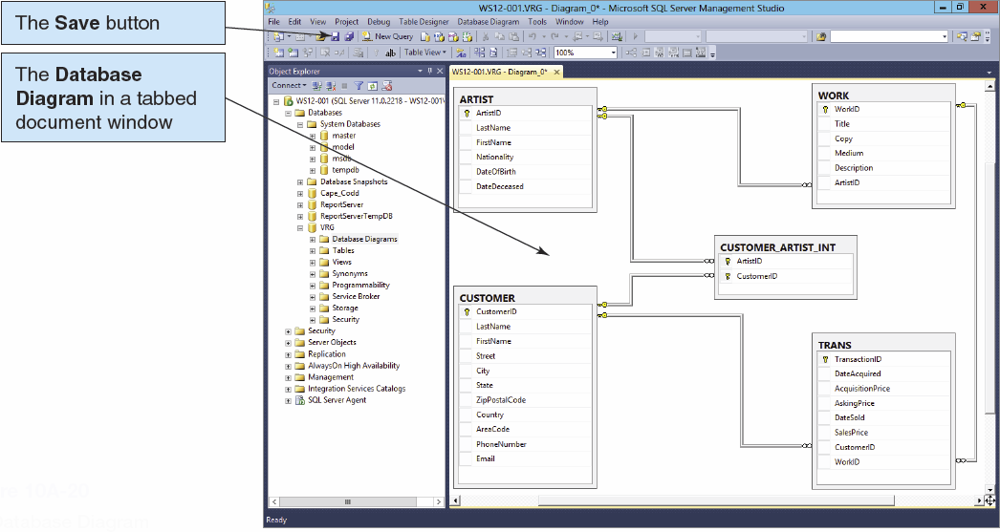 The Save button
The Database
Diagram in a tabbed
document window
WS12-001.VRG - Diagram_0* - Microsoft SQL Server Management Studio
File Edit View Project Debug Table Designer Database Diagram Tools Window Help
New Query
ab| Table View 100%
Object Explorer
Connect
WS12-001 (SQL Server 11.0.2218 - WS12-001\
Databases
System Databases
master
model
msdb
tempdb
Database Snapshots
Cape_Codd
ReportServer
ReportServerTempDB
VRG
Database Diagrams
Tables
Views
Synonyms
Programmability
Service Broker
Storage
Security
Security
Server Objects
Replication
AlwaysOn High Availability
Management
Integration Services Catalogs
SQL Server Agent
WS12-001.VRG - Diagram_0*
ARTIST
ArtistID
LastName
FirstName
Nationality
DateOfBirth
DateDeceased
WORK
WorkID
Title
Copy
Medium
Description
ArtistID
CUSTOMER_ARTIST_INT
ArtistID
CustomerID
CUSTOMER
CustomerID
LastName
FirstName
Street
City
State
ZipPostalCode
Country
AreaCode
PhoneNumber
Email
TRANS
TransactionID
DateAcquired
AcquisitionPrice
AskingPrice
DateSold
SalesPrice
CustomerID
WorkID
Ready